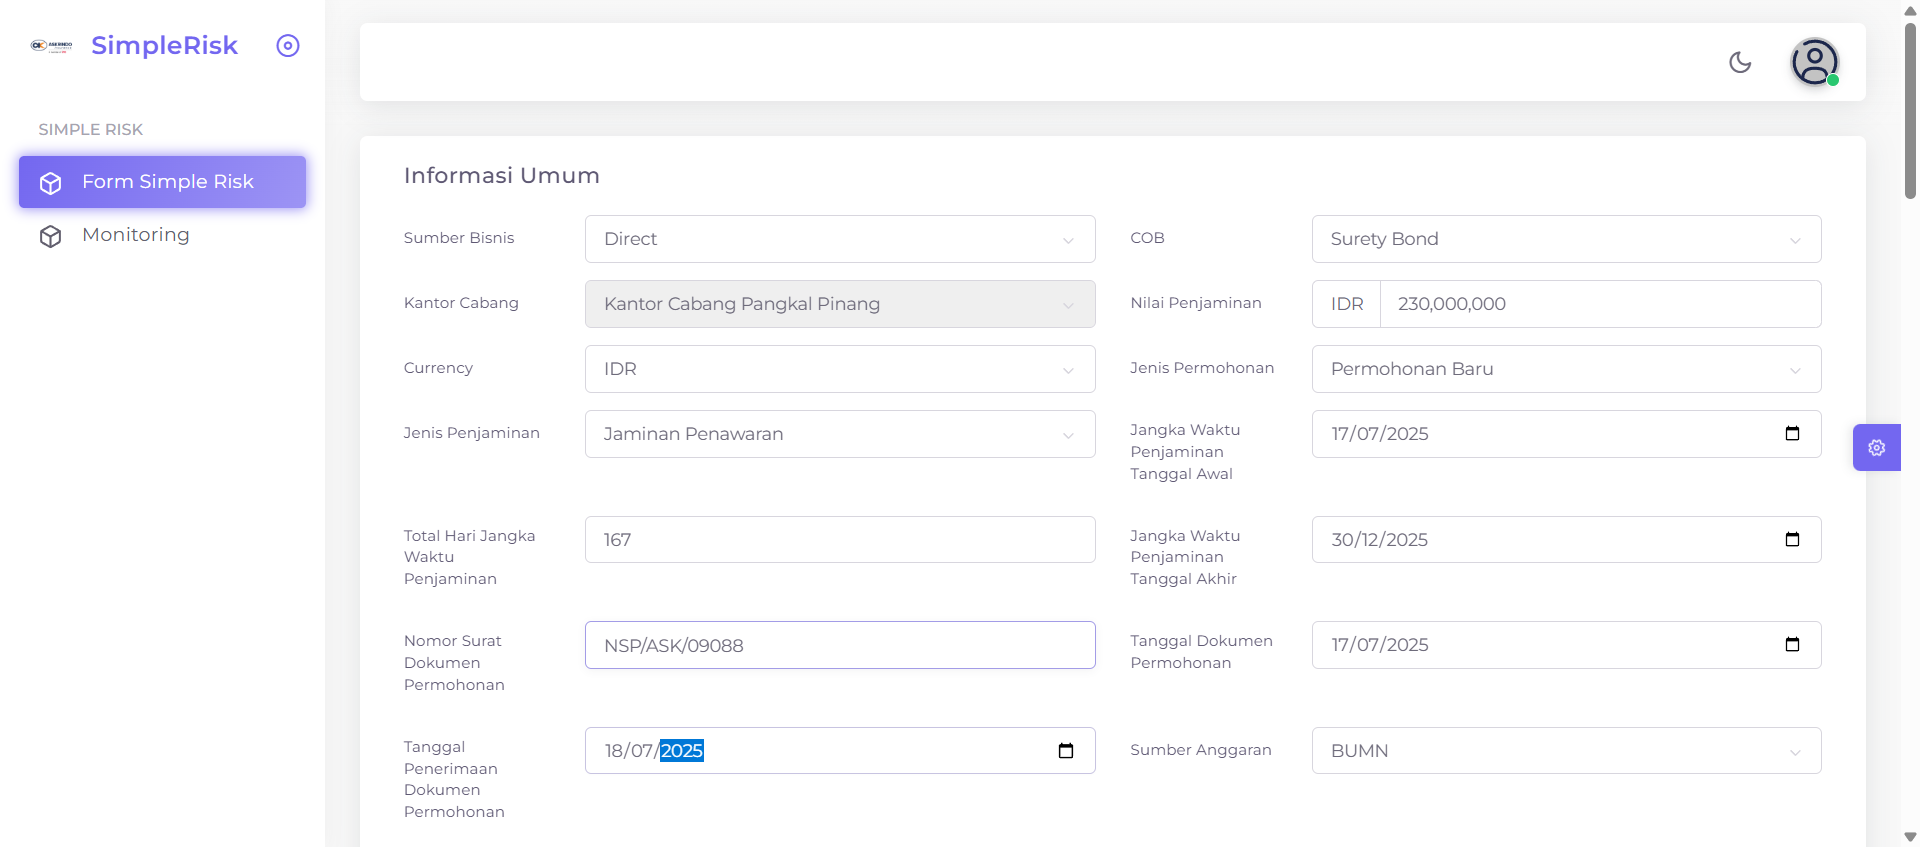 ASKRINDO
SimpleRisk
SIMPLE RISK
Form Simple Risk
Monitoring
Informasi Umum
Sumber Bisnis
Direct
COB
Surety Bond
Kantor Cabang
Kantor Cabang Pangkal Pinang
Nilai Penjaminan
IDR
230,000,000
Currency
IDR
Jenis Permohonan
Permohonan Baru
Jenis Penjaminan
Jaminan Penawaran
Jangka Waktu
Penjaminan
Tanggal Awal
17/07/2025
Total Hari Jangka
Waktu
Penjaminan
167
Jangka Waktu
Penjaminan
Tanggal Akhir
30/12/2025
Nomor Surat
Dokumen
Permohonan
NSP/ASK/09088
Tanggal Dokumen
Permohonan
17/07/2025
Tanggal
Penerimaan
Dokumen
Permohonan
18/07/2025
Sumber Anggaran
BUMN